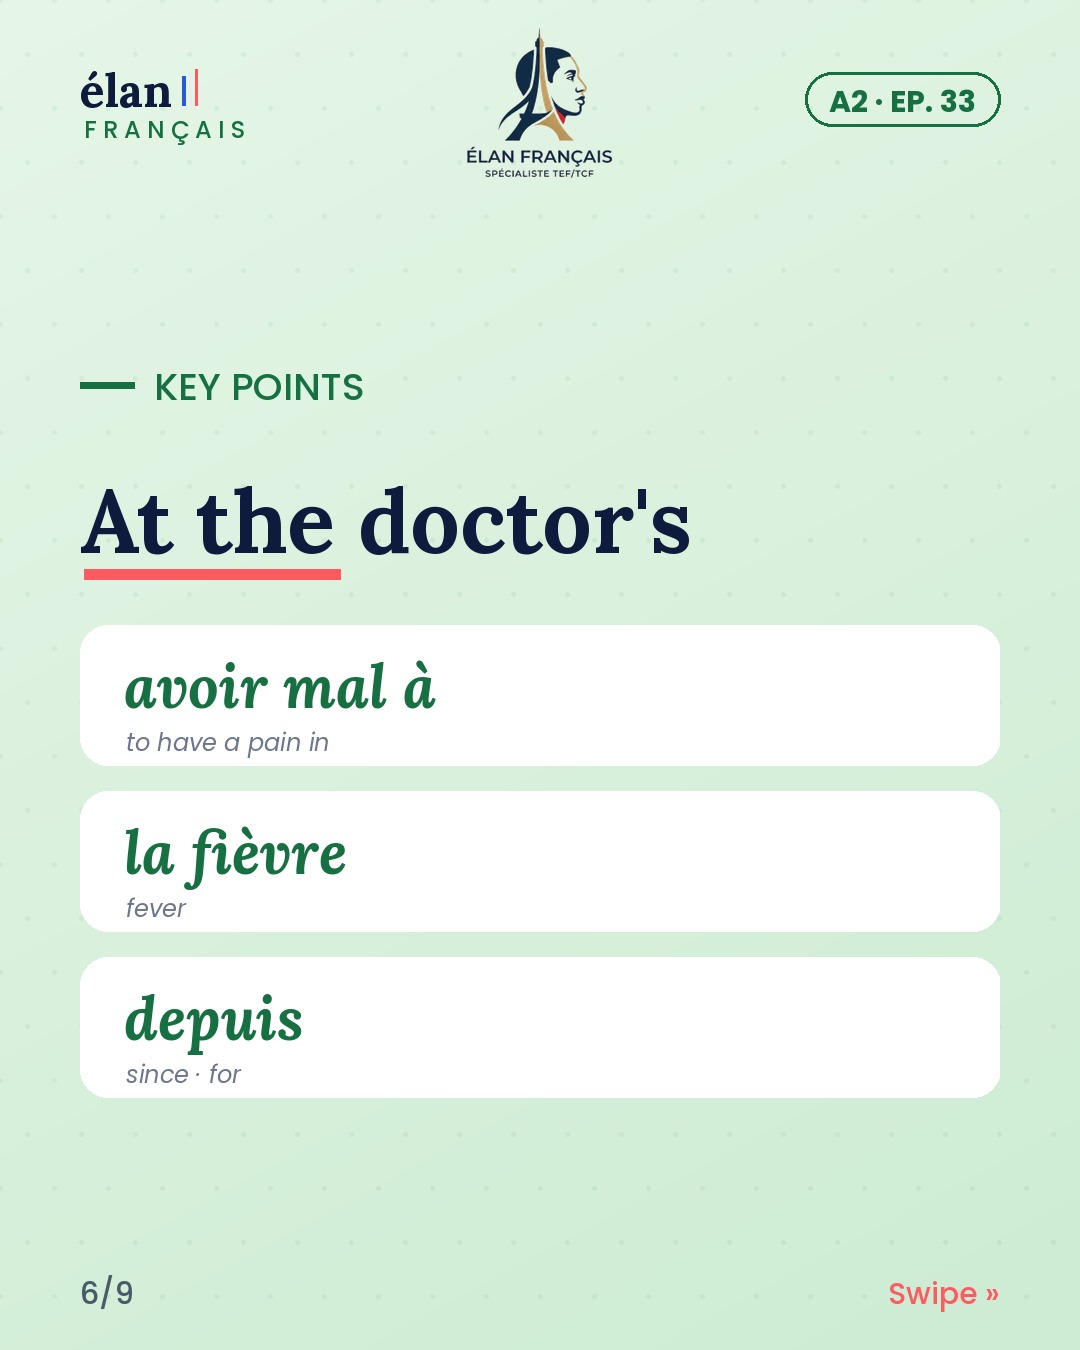 élan
FRANÇAIS
ÉLAN FRANÇAIS
SPÉCIALISTE TEF/TCF
A2 · EP. 33
KEY POINTS
At the doctor's
avoir mal à
to have a pain in
la fièvre
fever
depuis
since · for
6/9
Swipe »